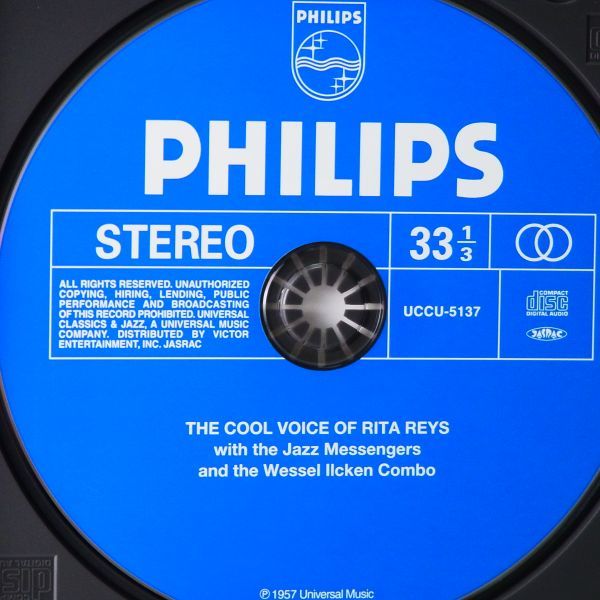 PHILIPS
PHILIPS
STEREO
33 1/3
ALL RIGHTS RESERVED. UNAUTHORIZED
COPYING, HIRING, LENDING, PUBLIC
PERFORMANCE AND BROADCASTING
OF THIS RECORD PROHIBITED. UNIVERSAL
CLASSICS & JAZZ, A UNIVERSAL MUSIC
COMPANY. DISTRIBUTED BY VICTOR
ENTERTAINMENT, INC. JASRAC
UCCU-5137
COMPACT
disc
DIGITAL AUDIO
JASRAC
THE COOL VOICE OF RITA REYS
with the Jazz Messengers
and the Wessel Ilcken Combo
Ⓟ 1957 Universal Music